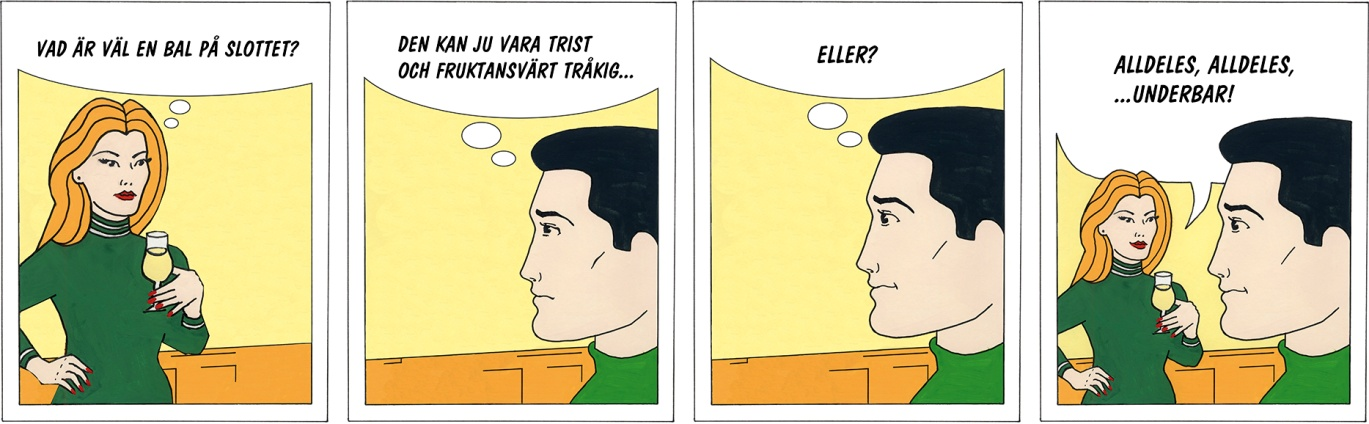 VAD ÄR VÄL EN BAL PÅ SLOTTET?
DEN KAN JU VARA TRIST
OCH FRUKTANSVÄRT TRÅKIG...
ELLER?
ALLDELES, ALLDELES,
...UNDERBAR!